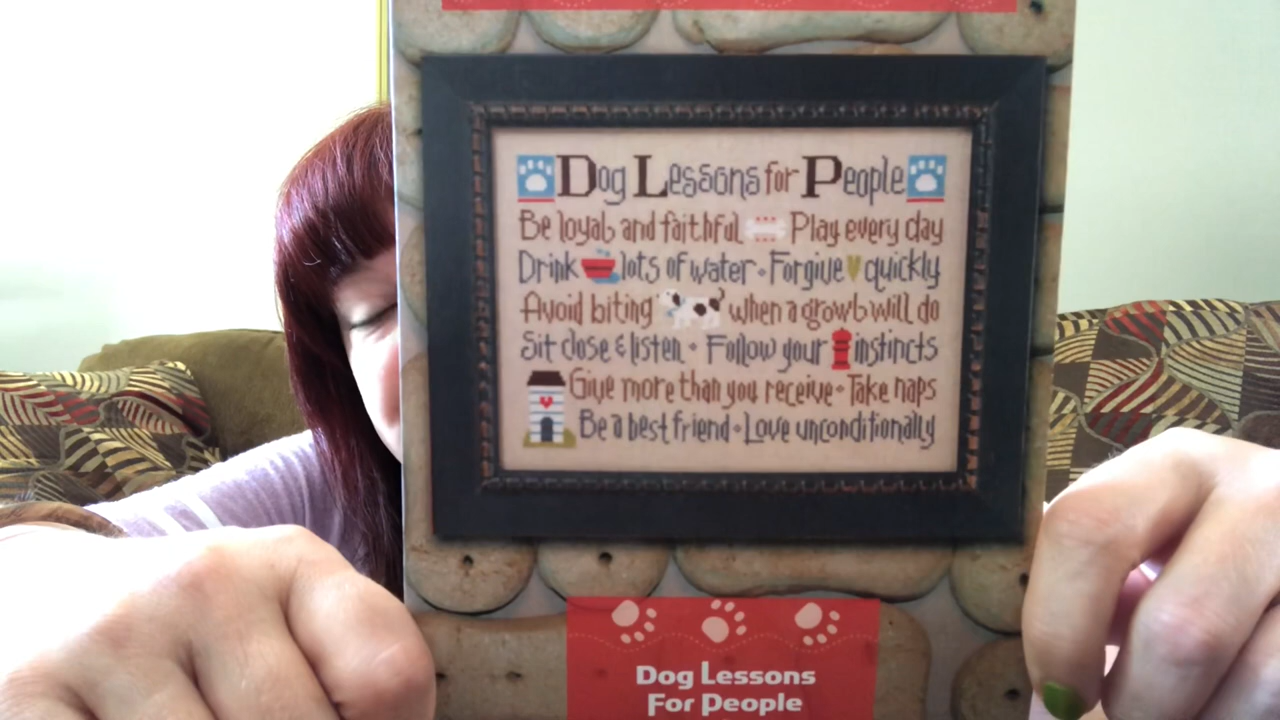 Dog Lessons for People
Be loyal and faithful Play every day
Drink lots of water • Forgive quickly
Avoid biting when a growl will do
Sit close & listen • Follow your instincts
Give more than you receive • Take naps
Be a best friend • Love unconditionally
Dog Lessons
For People